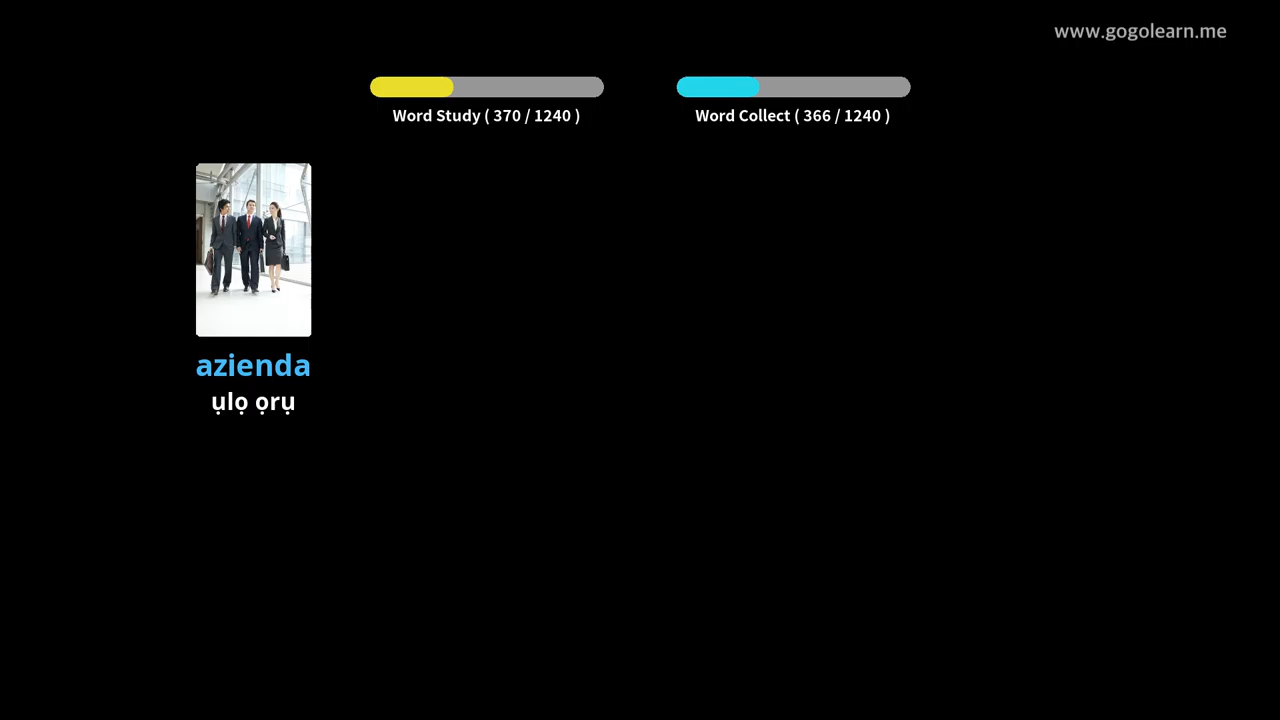 www.gogolearn.me
Word Study ( 370 / 1240 )
Word Collect ( 366 / 1240 )
azienda
ụlọ ọrụ